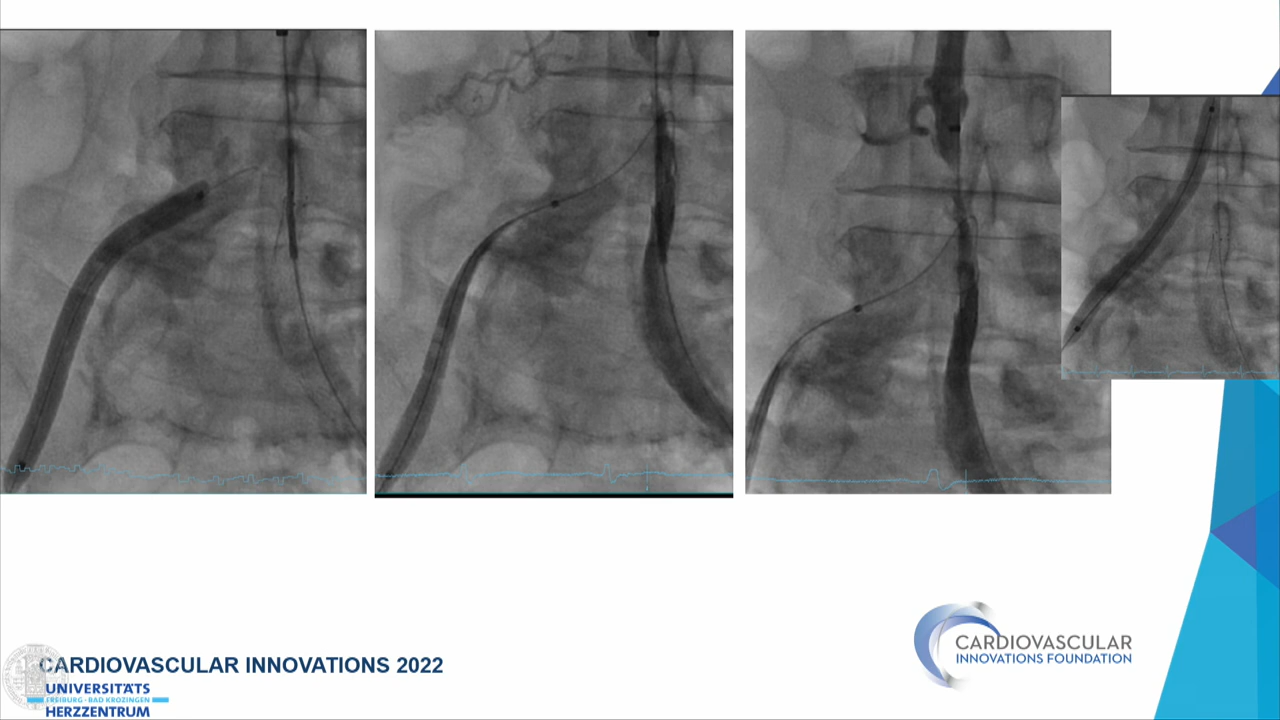 CARDIOVASCULAR INNOVATIONS 2022
UNIVERSITÄTS
FREIBURG · BAD KROZINGEN
HERZZENTRUM
CARDIOVASCULAR
INNOVATIONS FOUNDATION